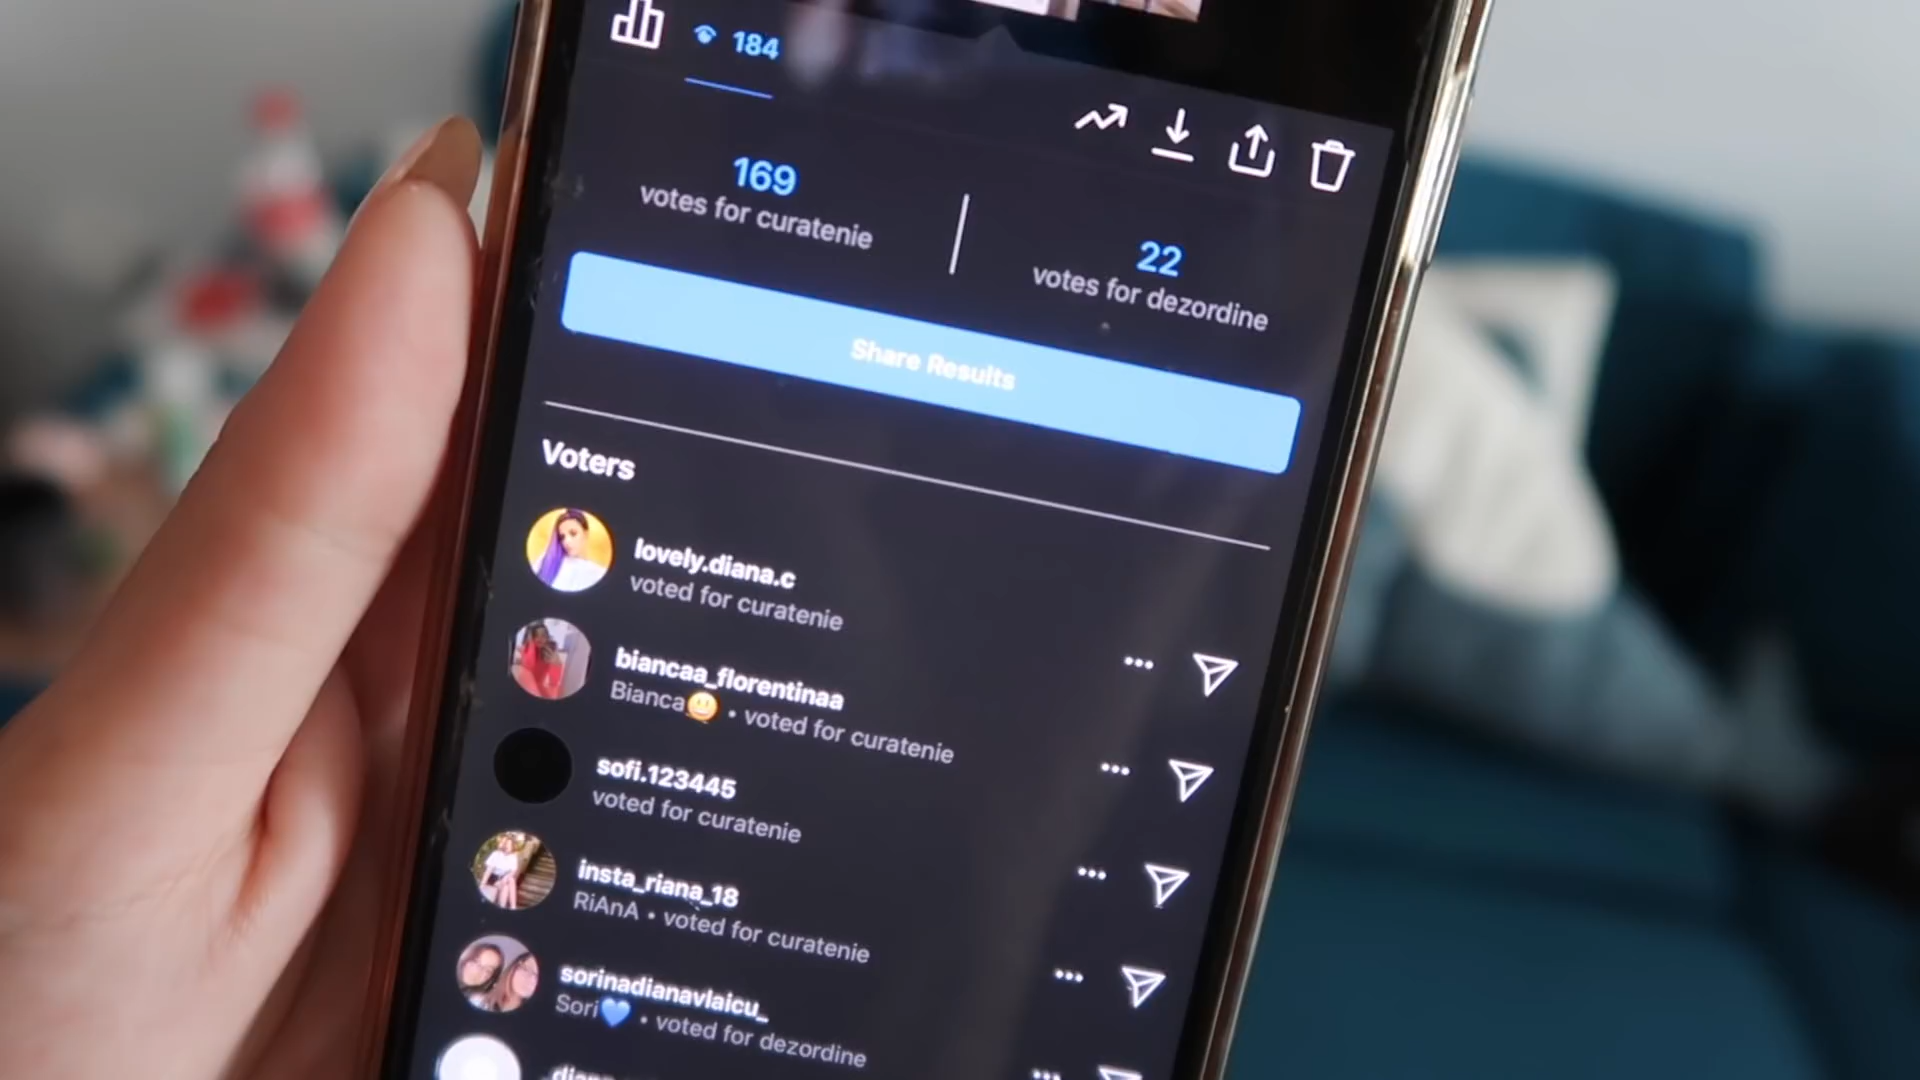 184
169
votes for curatenie
22
votes for dezordine
Share Results
Voters
lovely.diana.c
voted for curatenie
biancaa_florentinaa
Bianca😃 • voted for curatenie
sofi.123445
voted for curatenie
insta_riana_18
RiAnA • voted for curatenie
sorinadianavlaicu_
Sori💙 • voted for dezordine